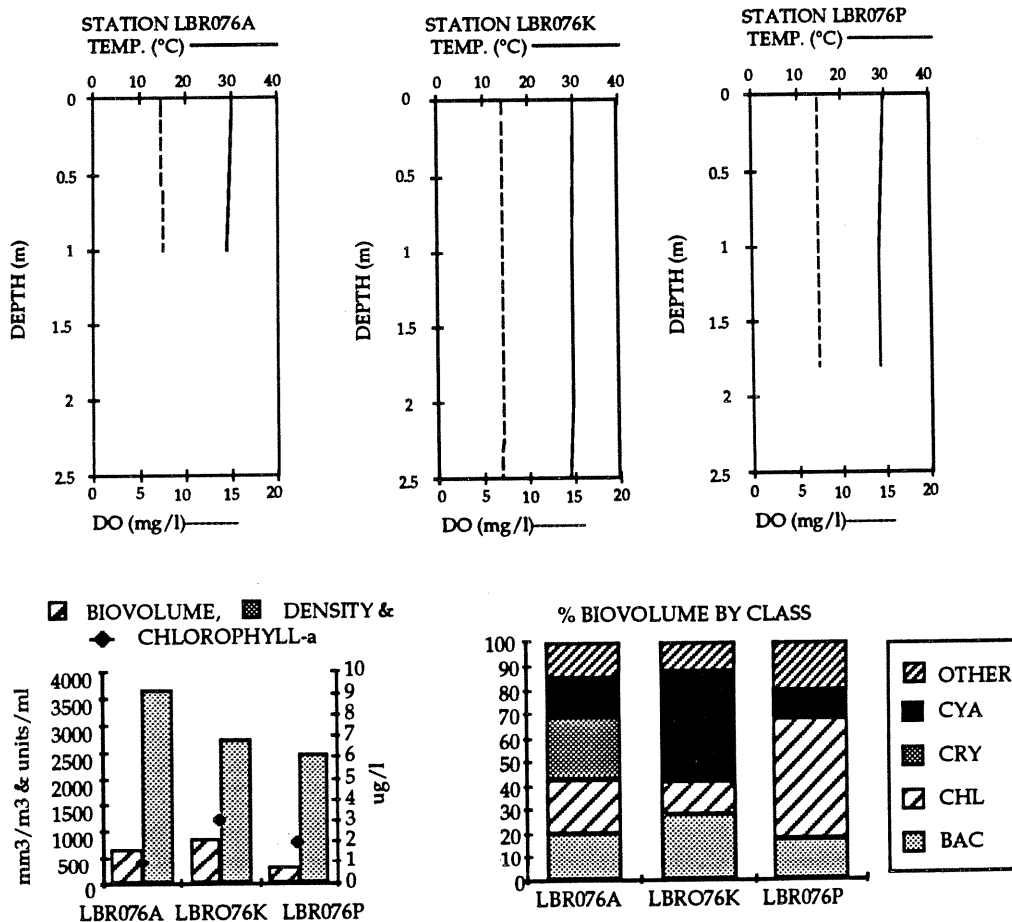 STATION LBR076A
TEMP. (°C)
0 10 20 30 40
0
0.5
1
1.5
2
2.5
DEPTH (m)
0 5 10 15 20
DO (mg/l)
STATION LBR076K
TEMP. (°C)
0 10 20 30 40
0
0.5
1
1.5
2
2.5
DEPTH (m)
0 5 10 15 20
DO (mg/l)
STATION LBR076P
TEMP. (°C)
0 10 20 30 40
0
0.5
1
1.5
2
2.5
DEPTH (m)
0 5 10 15 20
DO (mg/l)
BIOVOLUME, DENSITY &
CHLOROPHYLL-a
4000
3500
3000
2500
2000
1500
1000
500
0
mm3/m3 & units/ml
10
9
8
7
6
5
4
3
2
1
0
ug/l
LBR076A LBRO76K LBR076P
% BIOVOLUME BY CLASS
100
90
80
70
60
50
40
30
20
10
0
LBR076A LBRO76K LBR076P
OTHER
CYA
CRY
CHL
BAC